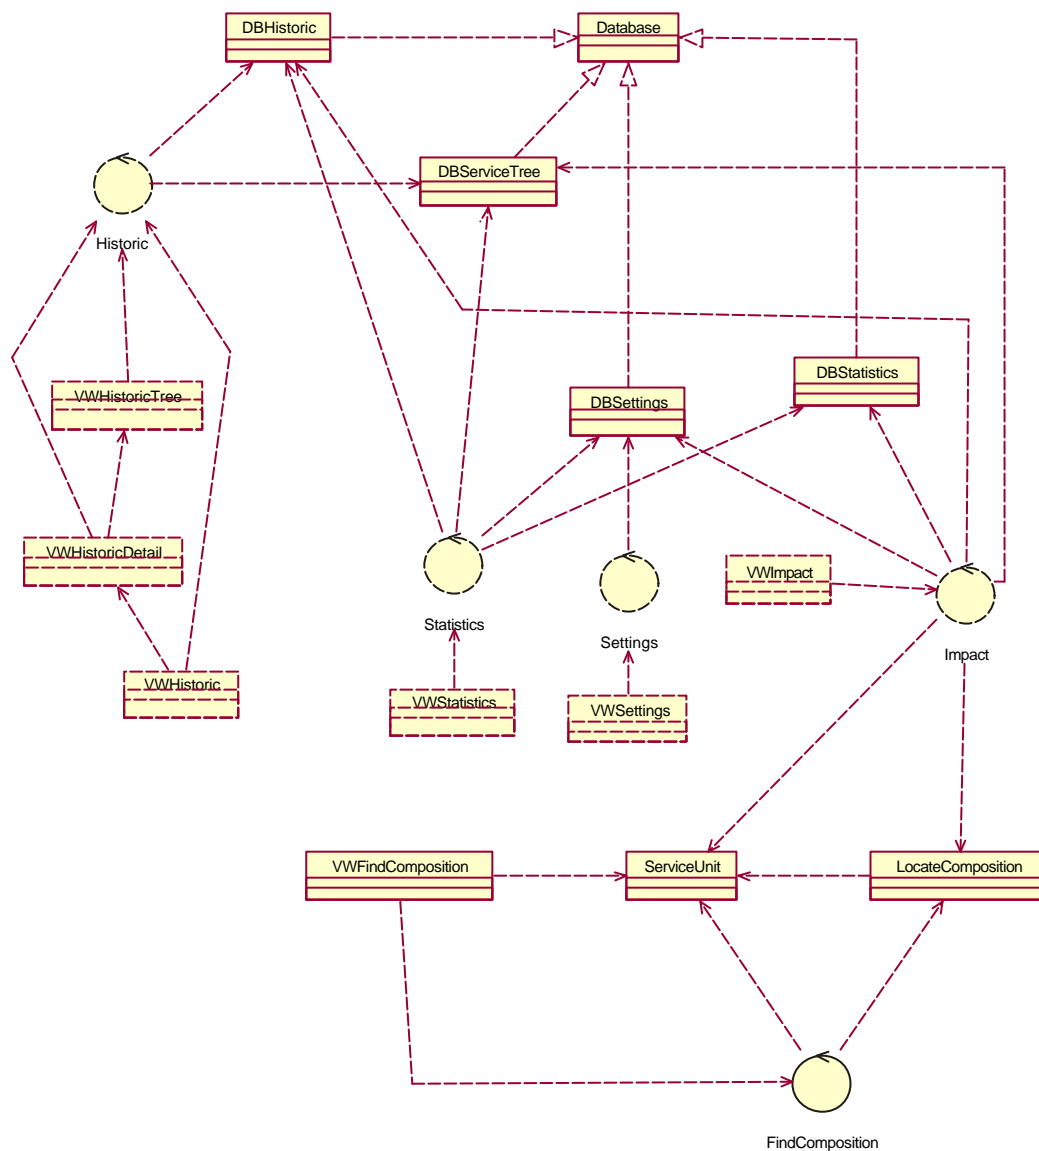 DBHistoric
Database
DBServiceTree
Historic
DBStatistics
VWHistoricTree
DBSettings
VWHistoricDetail
VWImpact
Statistics
Settings
Impact
VWHistoric
VWStatistics
VWSettings
VWFindComposition
ServiceUnit
LocateComposition
FindComposition